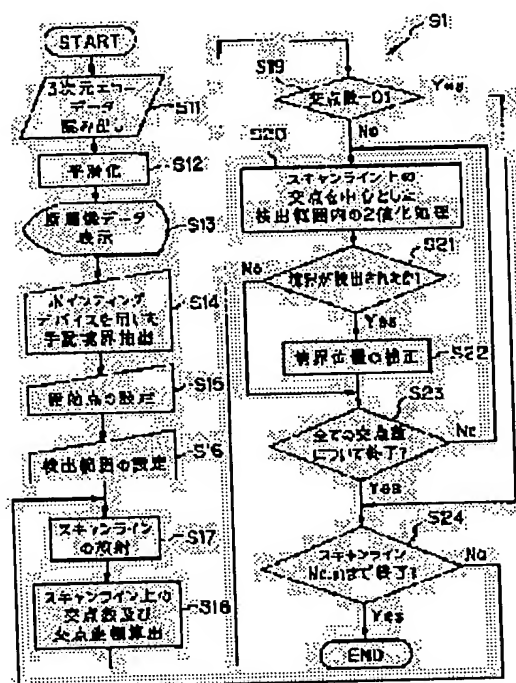 START
S1
3次元エコー
データ
読み出し
S11
平滑化
S12
原画像データ
表示
S13
ポインティング
デバイスを用いた
手動境界抽出
S14
開始点の設定
S15
検出範囲の設定
S16
スキャンライン
の放射
S17
スキャンライン上の
交点数及び
交点座標算出
S18
S19
交点数=0?
Yes
No
S20
スキャンライン上の
交点を中心とした
検出範囲内の2値化処理
S21
境界が検出されたか?
No
Yes
境界位置の補正
S22
S23
全ての交点数
について終了?
No
Yes
S24
スキャンライン
まで終了?
No
Yes
END